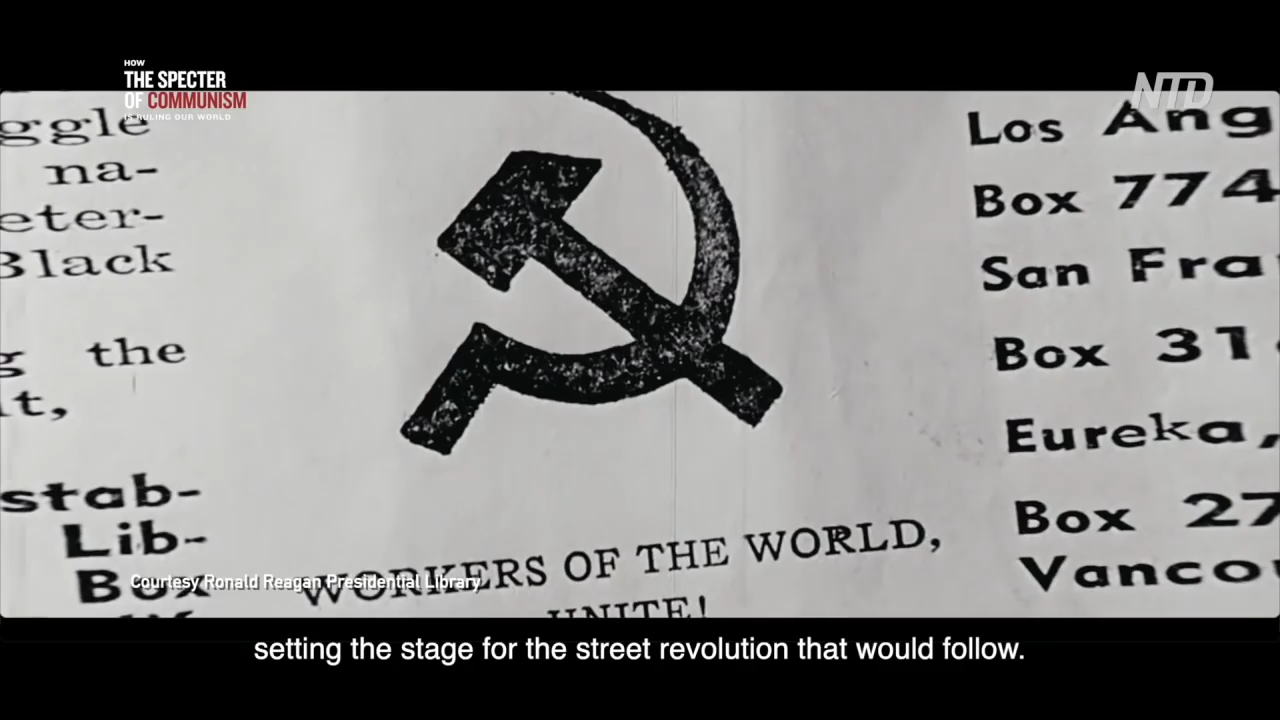 HOW
THE SPECTER
OF COMMUNISM
IS RULING OUR WORLD
NTD
ggle
na-
eter-
Black
g the
it,
stab-
Lib-
Box
Los Ang
Box 774
San Fra
Box 31
Eureka,
Box 27
Vanco
WORKERS OF THE WORLD,
UNITE!
Courtesy Ronald Reagan Presidential Library
setting the stage for the street revolution that would follow.